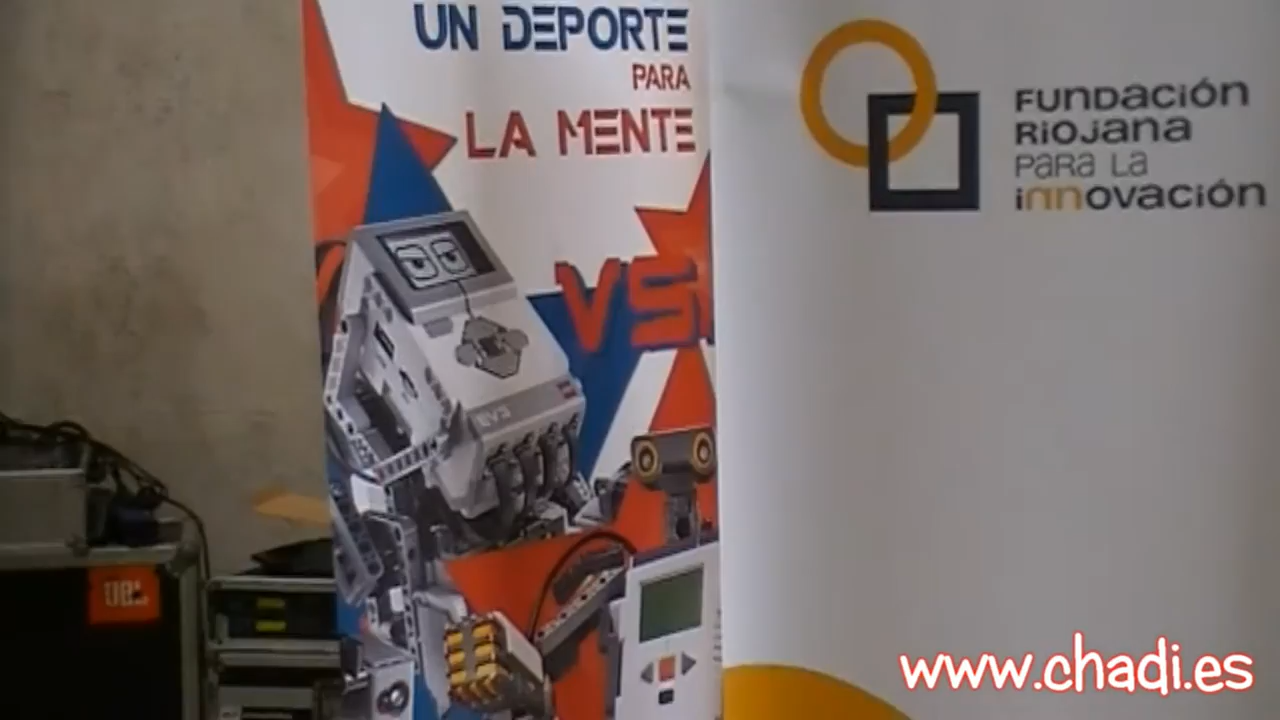 UN DEPORTE
PARA
LA MENTE
VS
EV3
FUNDACIÓN
RIOJANA
PARA LA
INNOVACIÓN
JBL
www.chadi.es